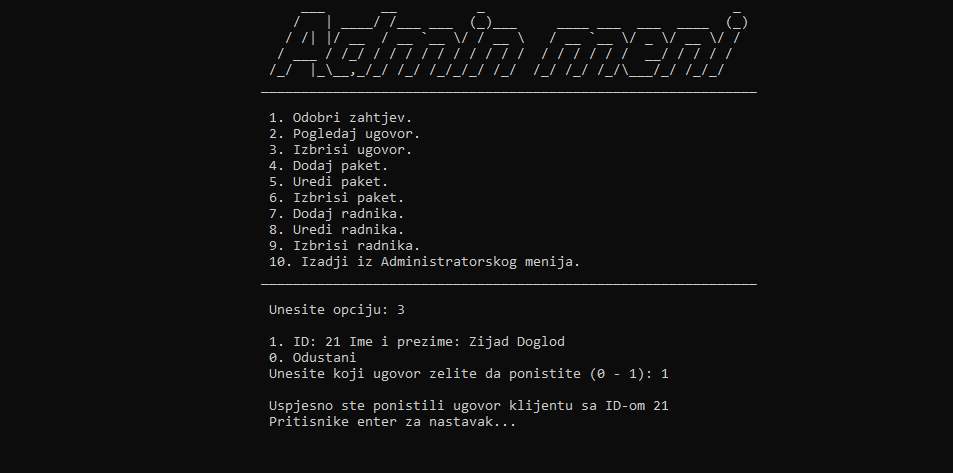 Admin meni
1. Odobri zahtjev.
2. Pogledaj ugovor.
3. Izbrisi ugovor.
4. Dodaj paket.
5. Uredi paket.
6. Izbrisi paket.
7. Dodaj radnika.
8. Uredi radnika.
9. Izbrisi radnika.
10. Izadji iz Administratorskog menija.
Unesite opciju: 3
1. ID: 21 Ime i prezime: Zijad Doglod
0. Odustani
Unesite koji ugovor zelite da ponistite (0 - 1): 1
Uspjesno ste ponistili ugovor klijentu sa ID-om 21
Pritisnike enter za nastavak...